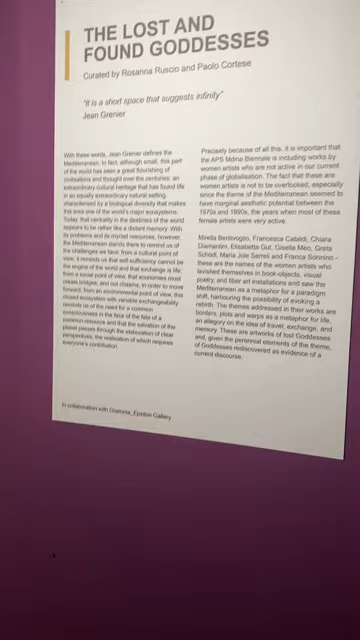 THE LOST AND
FOUND GODDESSES
Curated by Rosanna Ruscio and Paolo Cortese
"It is a short space that suggests infinity"
Jean Grenier
With these words, Jean Grenier defines the
Mediterranean. In fact, although small, this part
of the world has seen a great flourishing of
civilisations and thought over the centuries: an
extraordinary cultural heritage that has found life
in an equally extraordinary natural setting,
characterised by a biological diversity that makes
this area one of the world's major ecosystems.
Today, that centrality in the destinies of the world
appears to be rather like a distant memory. With
its problems and its myriad resources, however,
the Mediterranean stands there to remind us of
the challenges we face: from a cultural point of
view, it reminds us that self-sufficiency cannot be
the engine of the world and that exchange is life;
from a social point of view, that economies must
create bridges, and not chasms, in order to move
forward; from an environmental point of view, this
closed ecosystem with variable exchangeability
reminds us of the need for a common
consciousness in the face of the fate of a
common resource and that the salvation of the
planet passes through the elaboration of clear
perspectives, the realisation of which requires
everyone's contribution.
Precisely because of all this, it is important that
the APS Mdina Biennale is including works by
women artists who are not active in our current
phase of globalisation. The fact that these are
women artists is not to be overlooked, especially
since the theme of the Mediterranean seemed to
have marginal aesthetic potential between the
1970s and 1990s, the years when most of these
female artists were very active.
Mirella Bentivoglio, Francesca Cataldi, Chiara
Diamantini, Elisabetta Gut, Gisella Meo, Greta
Schödl, Maria Jole Serreli and Franca Sonnino -
these are the names of the women artists who
lavished themselves in book-objects, visual
poetry, and fiber art installations and saw the
Mediterranean as a metaphor for a paradigm
shift, harbouring the possibility of evoking a
rebirth. The themes addressed in their works are
borders, plots and warps as a metaphor for life,
an allegory on the idea of travel, exchange, and
memory. These are artworks of lost Goddesses
and, given the perennial elements of the theme,
of Goddesses rediscovered as evidence of a
current discourse.
In collaboration with Gramma_Epsilon Gallery